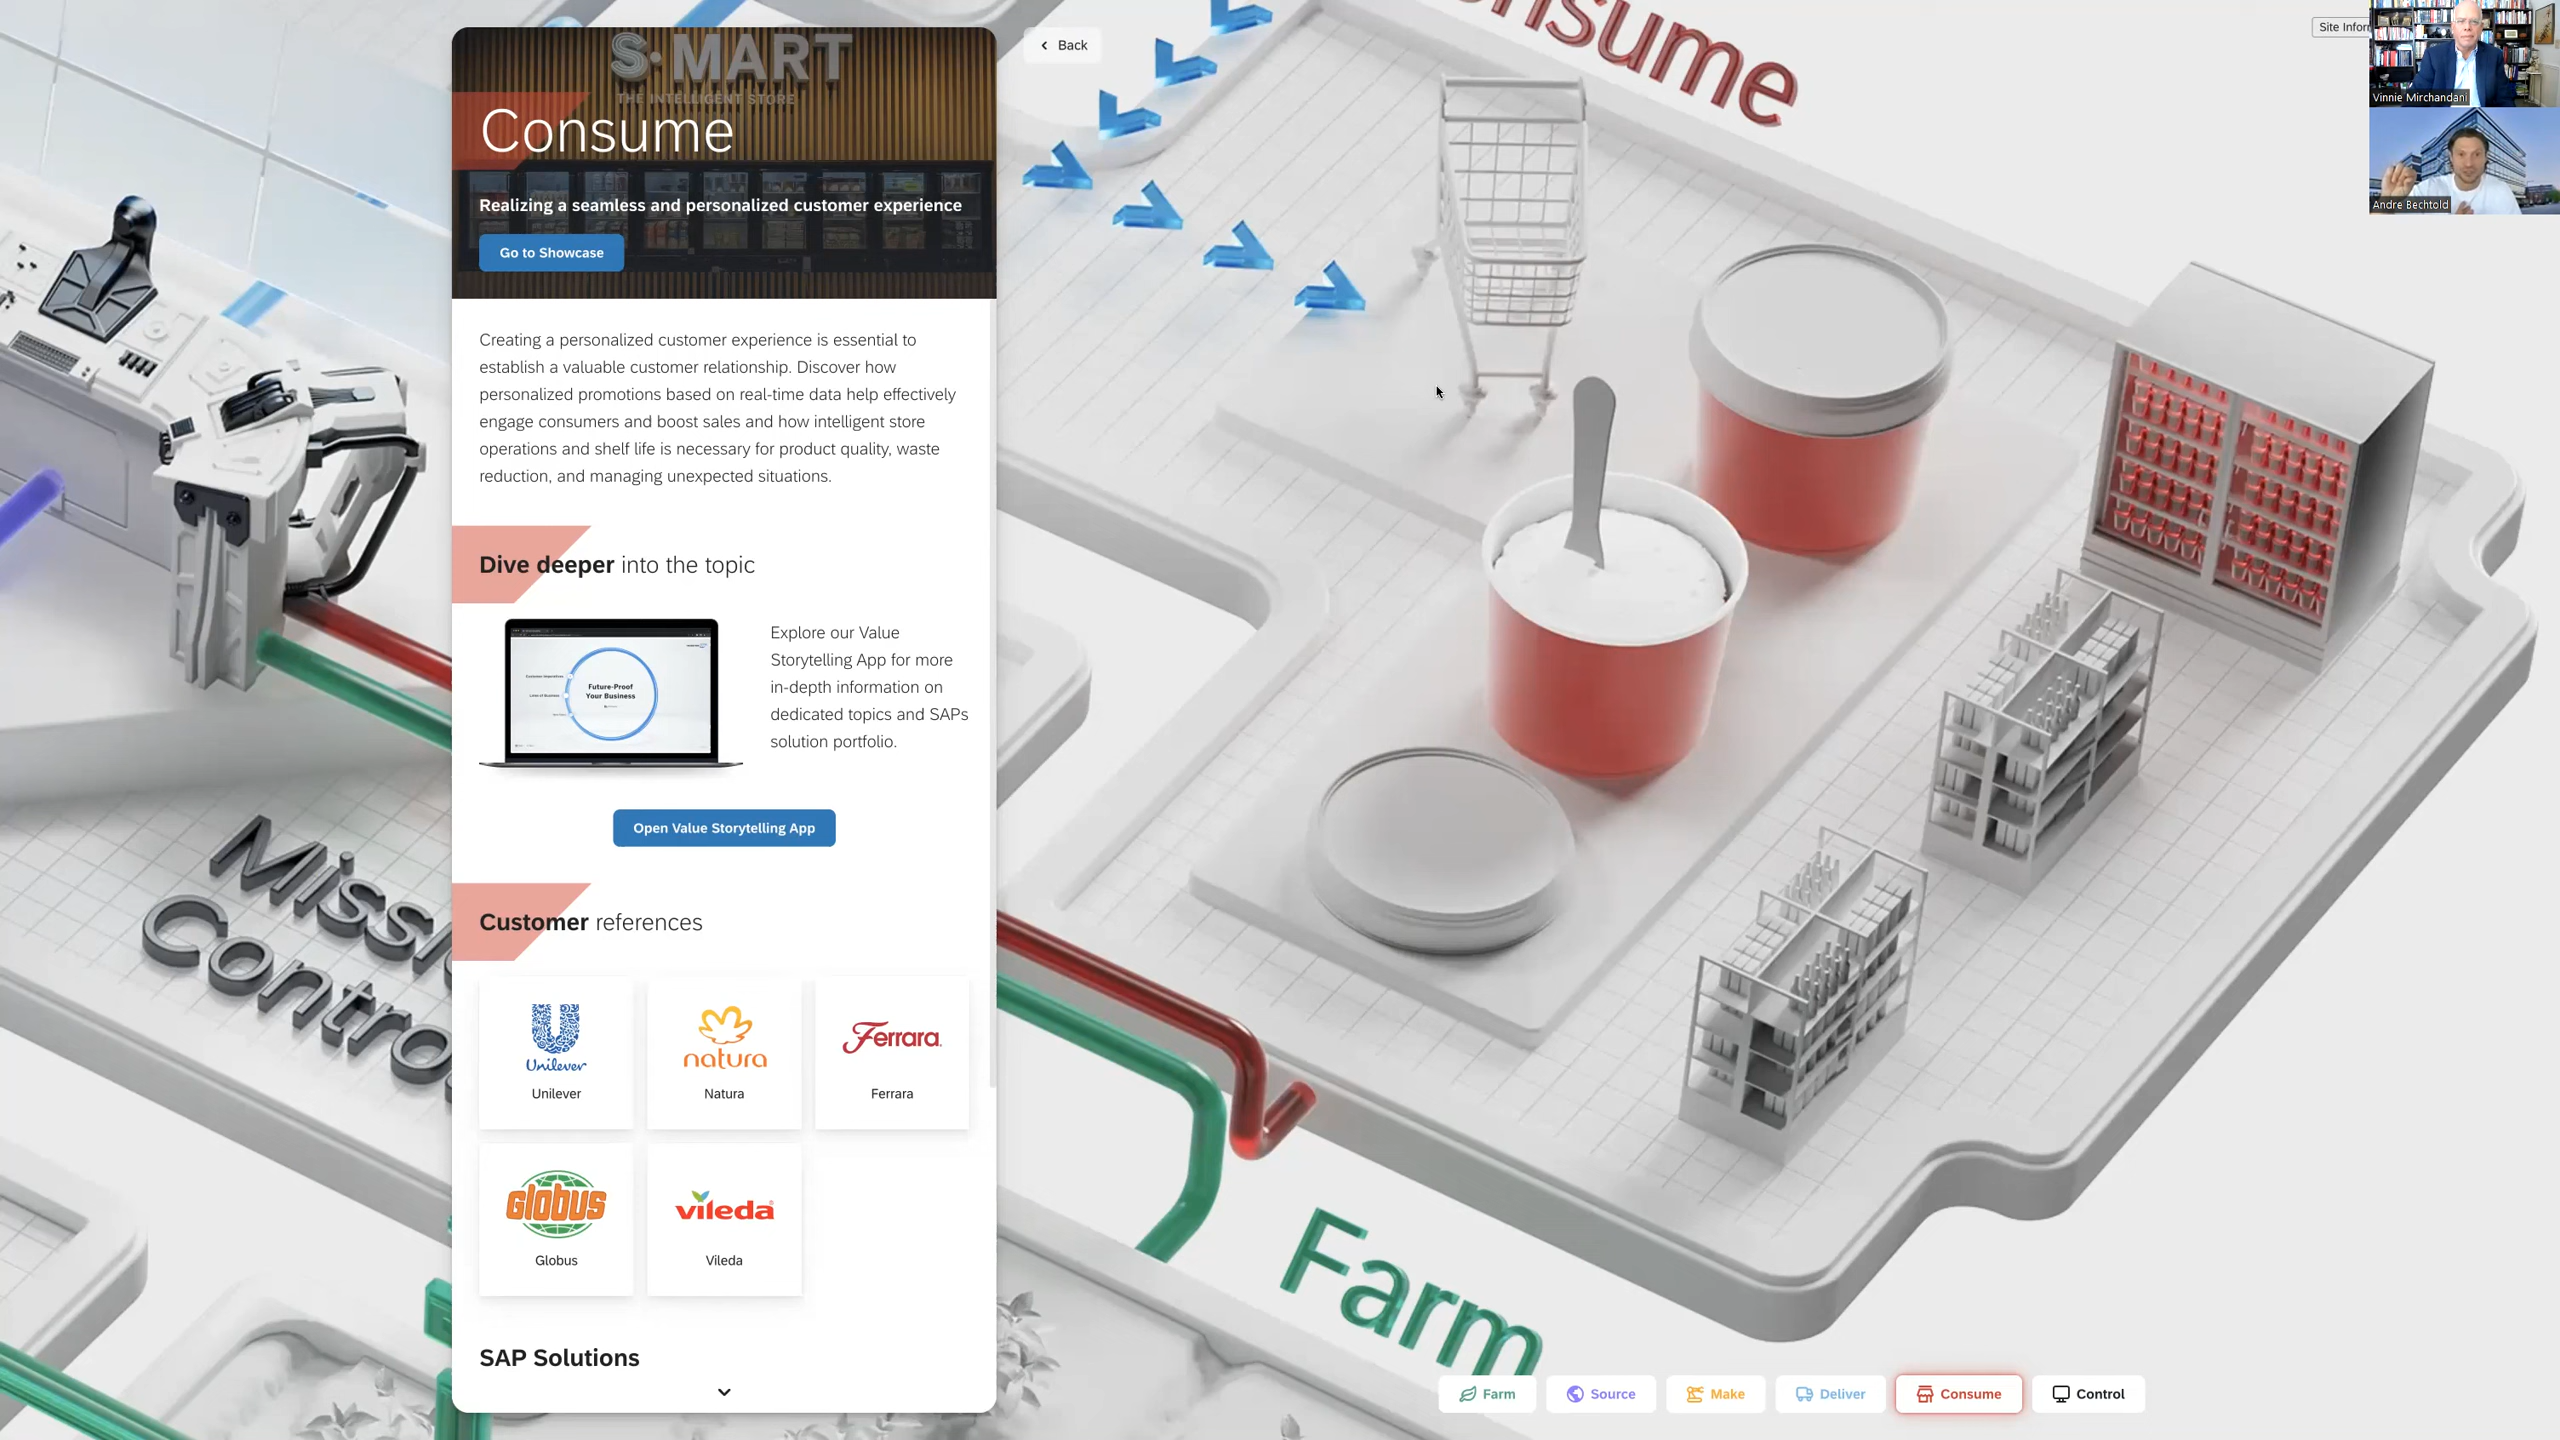 S·MART
THE INTELLIGENT STORE
Consume
Realizing a seamless and personalized customer experience
Go to Showcase
Creating a personalized customer experience is essential to
establish a valuable customer relationship. Discover how
personalized promotions based on real-time data help effectively
engage consumers and boost sales and how intelligent store
operations and shelf life is necessary for product quality, waste
reduction, and managing unexpected situations.
Dive deeper into the topic
Future-Proof
Your Business
Explore our Value
Storytelling App for more
in-depth information on
dedicated topics and SAPs
solution portfolio.
Open Value Storytelling App
Customer references
Unilever
Unilever
natura
Natura
Ferrara
Ferrara
Globus
Globus
vileda
Vileda
SAP Solutions
Back
onsume
Site Infor
Vinnie Mirchandani
Andre Bechtold
Missi
Contro
Farm
Farm
Source
Make
Deliver
Consume
Control